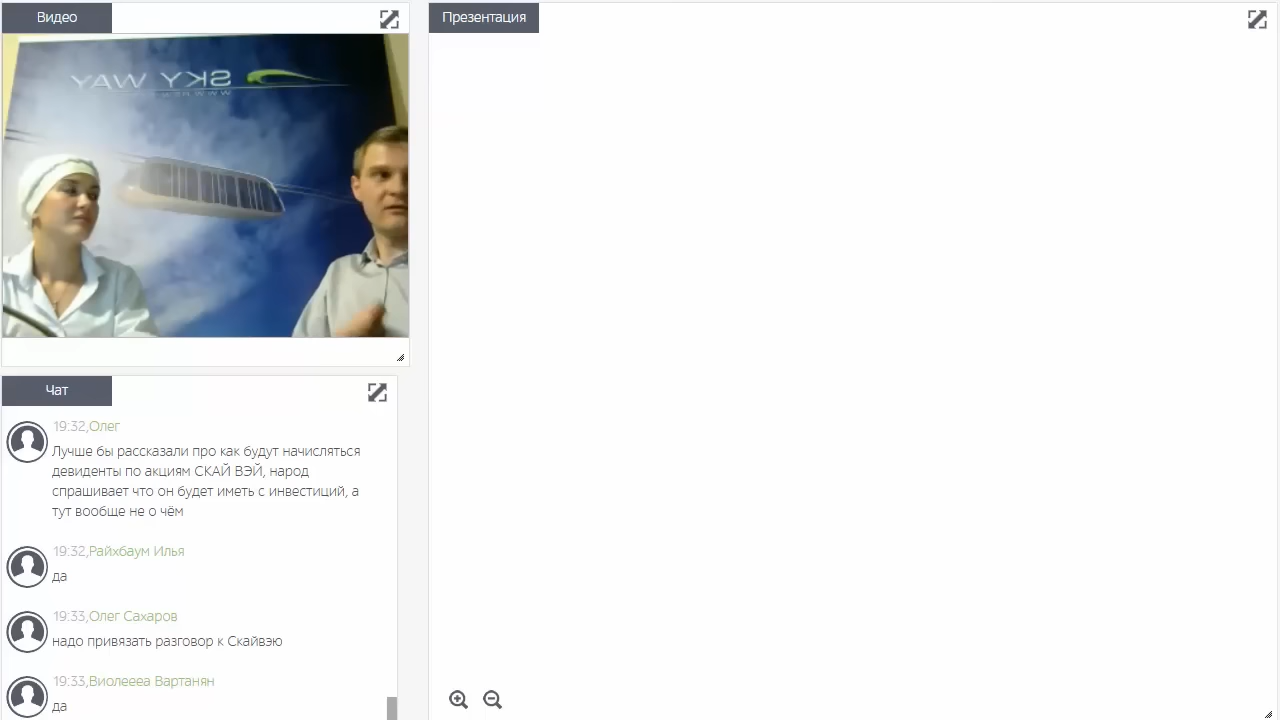 Видео
Презентация
SKY WAY
Чат
19:32,Олег
Лучше бы рассказали про как будут начисляться
девиденты по акциям СКАЙ ВЭЙ, народ
спрашивает что он будет иметь с инвестиций, а
тут вообще не о чём
19:32,Райхбаум Илья
да
19:33,Олег Сахаров
надо привязать разговор к Скайвэю
19:33,Виолееea Вартанян
да